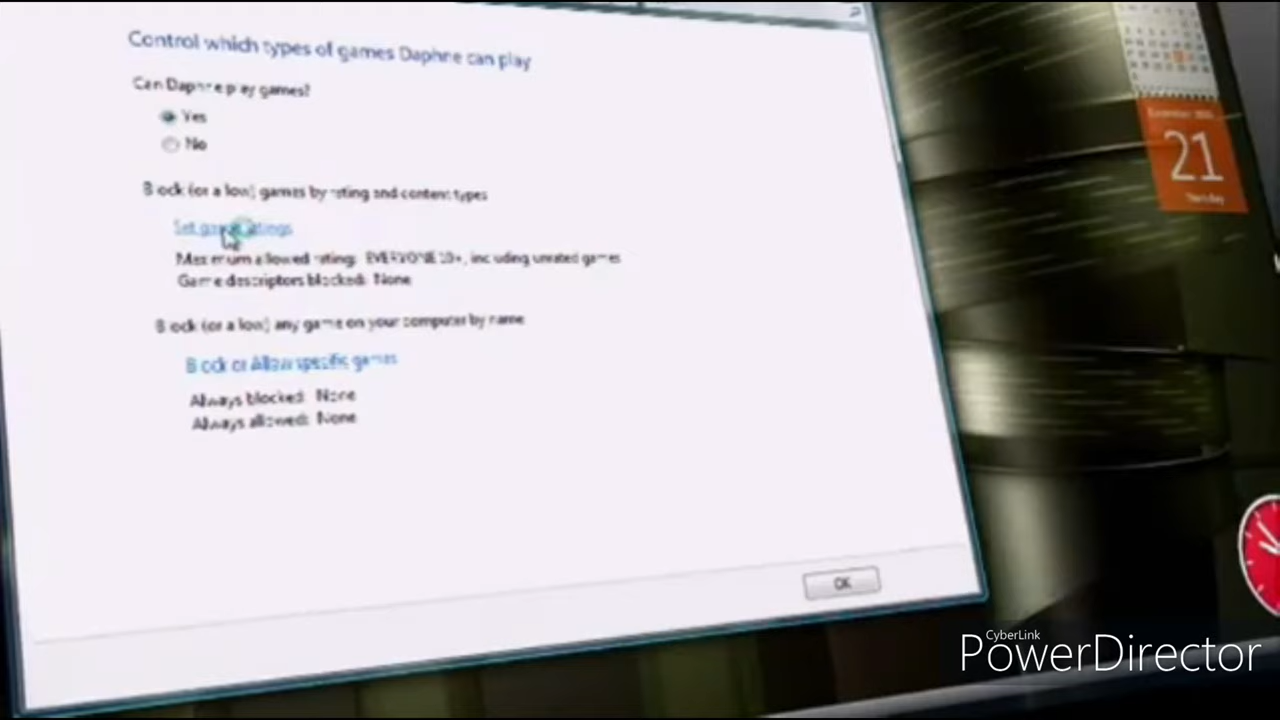 Control which types of games Daphne can play
Can Daphne play games?
Yes
No
Block (or allow) games by rating and content types
Set game ratings
Maximum allowed rating: EVERYONE 10+, including unrated games
Game descriptors blocked: None
Block (or allow) any game on your computer by name
Block or Allow specific games
Always blocked: None
Always allowed: None
OK
21
Thursday
CyberLink
PowerDirector